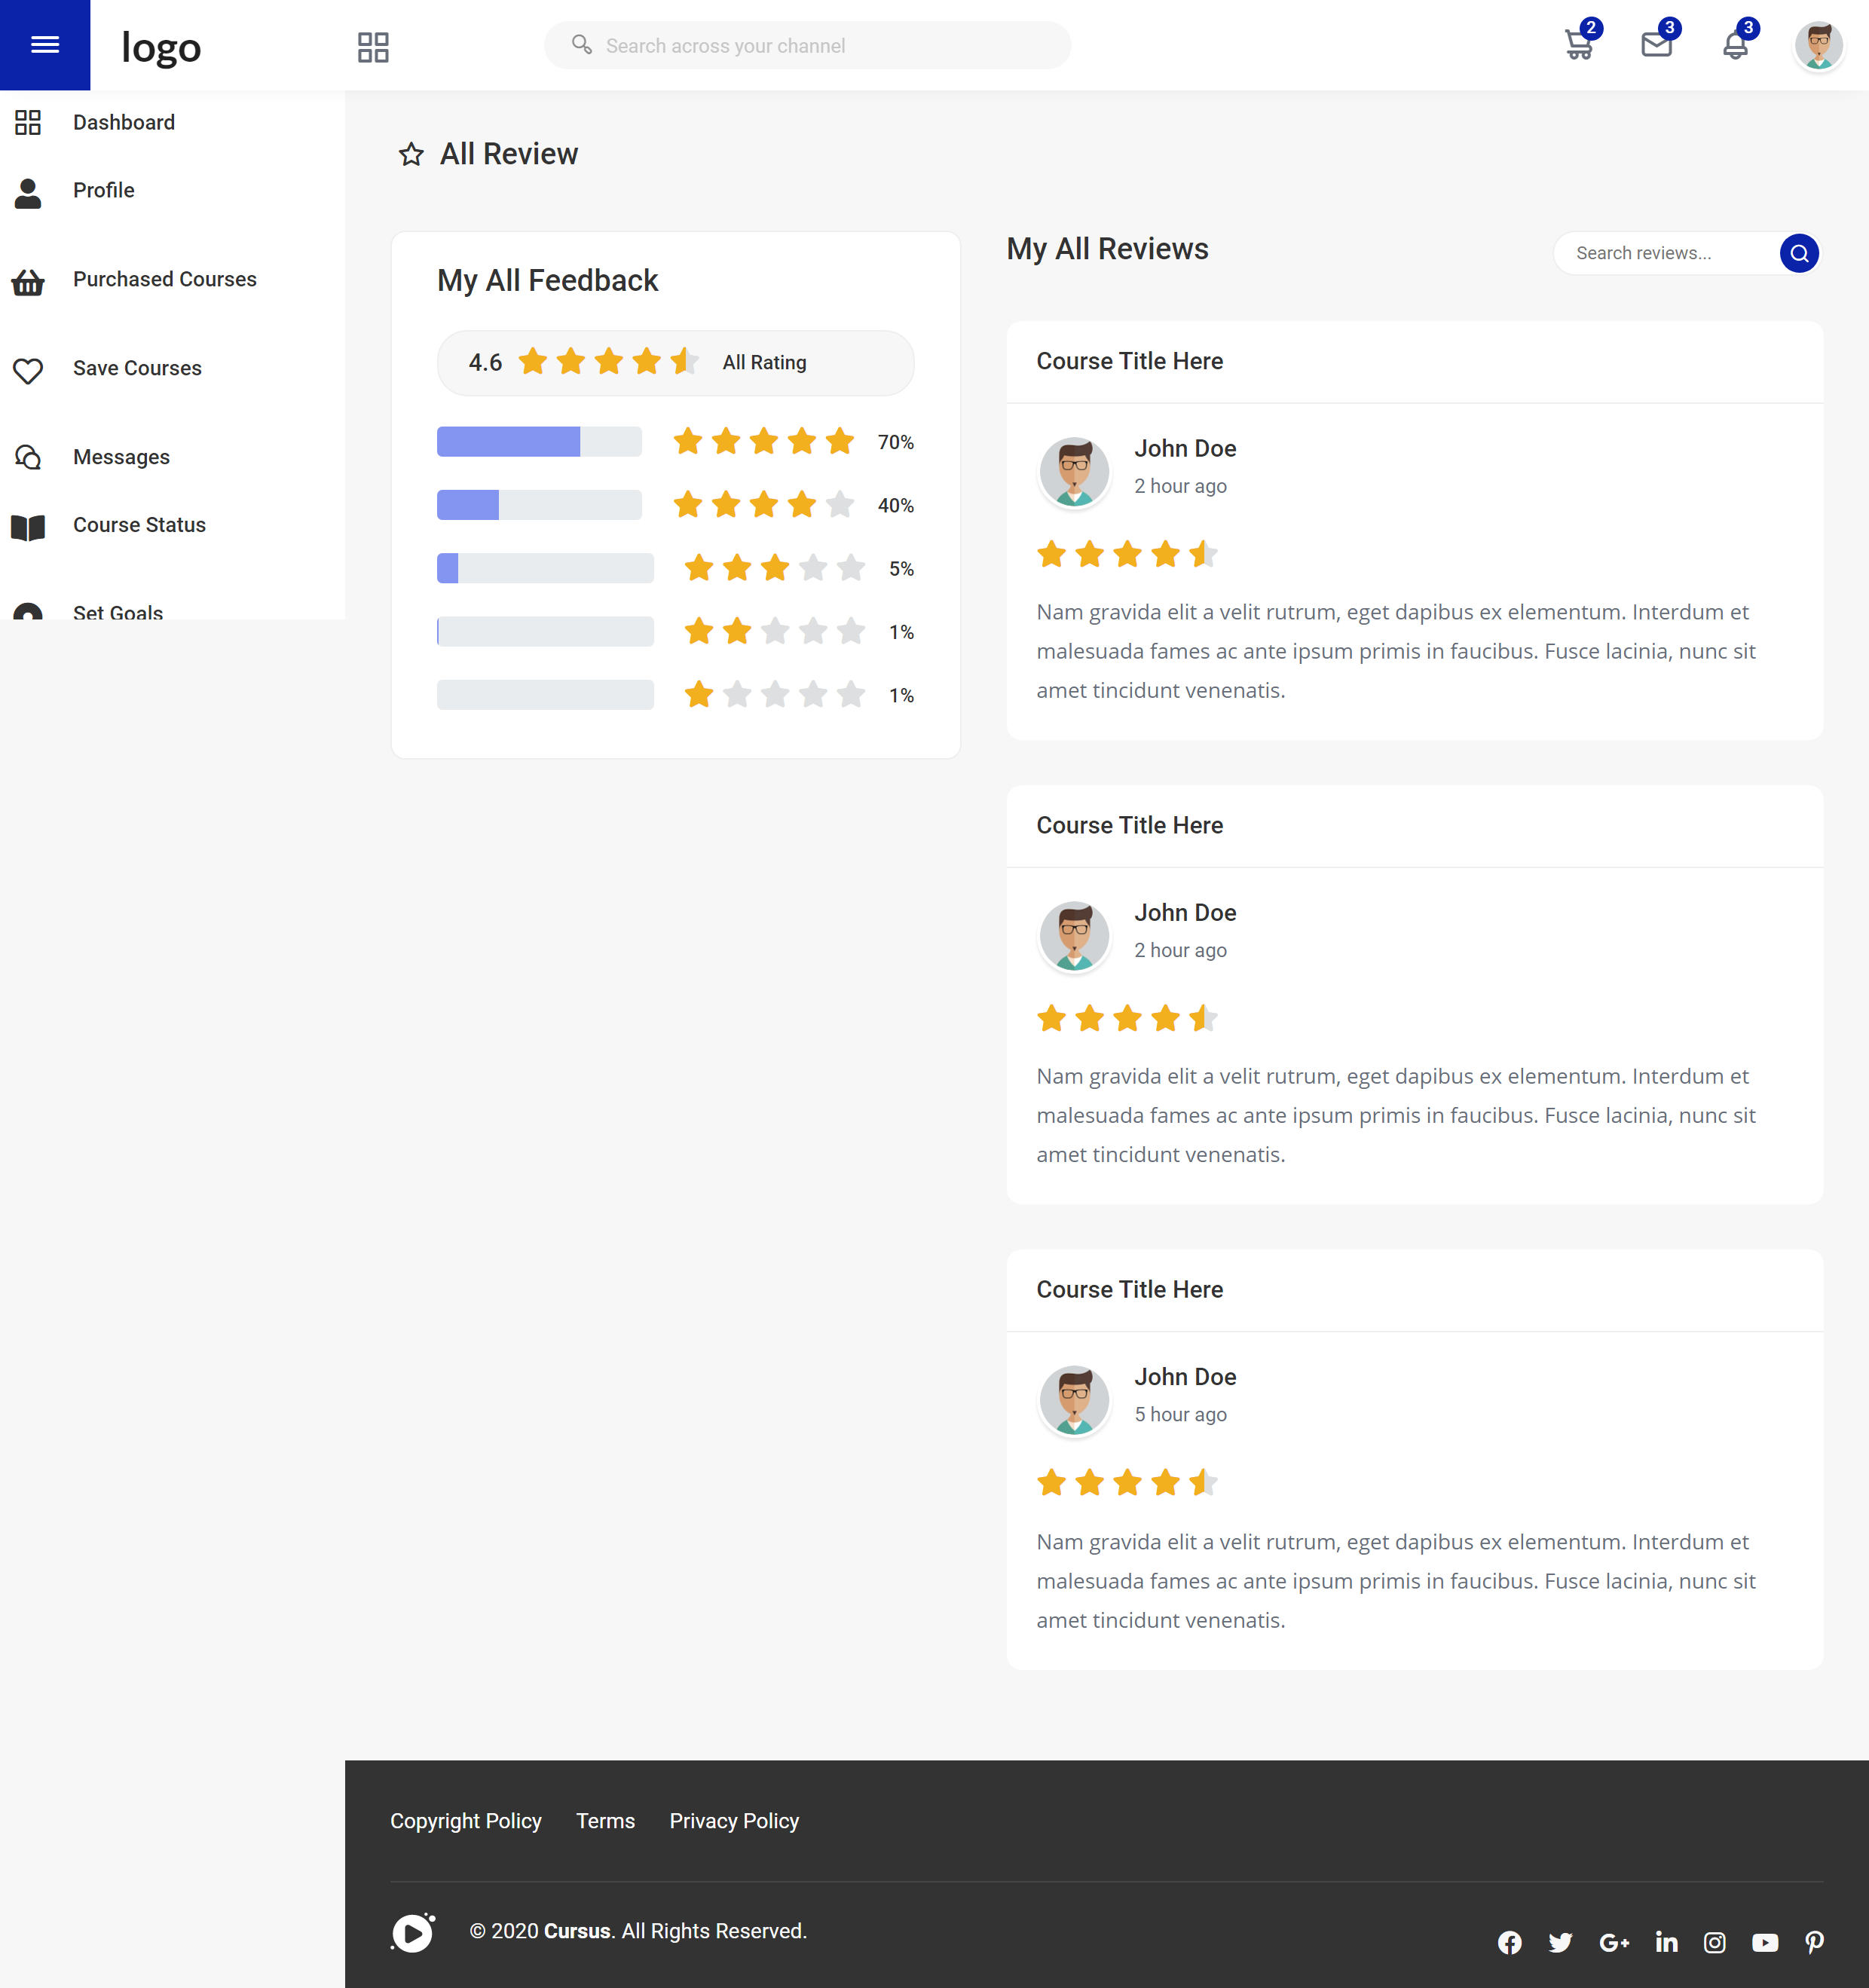 logo
Search across your channel
2
3
3
Dashboard
Profile
Purchased Courses
Save Courses
Messages
Course Status
Set Goals
All Review
My All Feedback
4.6 All Rating
70%
40%
5%
1%
1%
My All Reviews
Search reviews...
Course Title Here
John Doe
2 hour ago
Nam gravida elit a velit rutrum, eget dapibus ex elementum. Interdum et
malesuada fames ac ante ipsum primis in faucibus. Fusce lacinia, nunc sit
amet tincidunt venenatis.
Course Title Here
John Doe
2 hour ago
Nam gravida elit a velit rutrum, eget dapibus ex elementum. Interdum et
malesuada fames ac ante ipsum primis in faucibus. Fusce lacinia, nunc sit
amet tincidunt venenatis.
Course Title Here
John Doe
5 hour ago
Nam gravida elit a velit rutrum, eget dapibus ex elementum. Interdum et
malesuada fames ac ante ipsum primis in faucibus. Fusce lacinia, nunc sit
amet tincidunt venenatis.
Copyright Policy Terms Privacy Policy
© 2020 Cursus. All Rights Reserved.